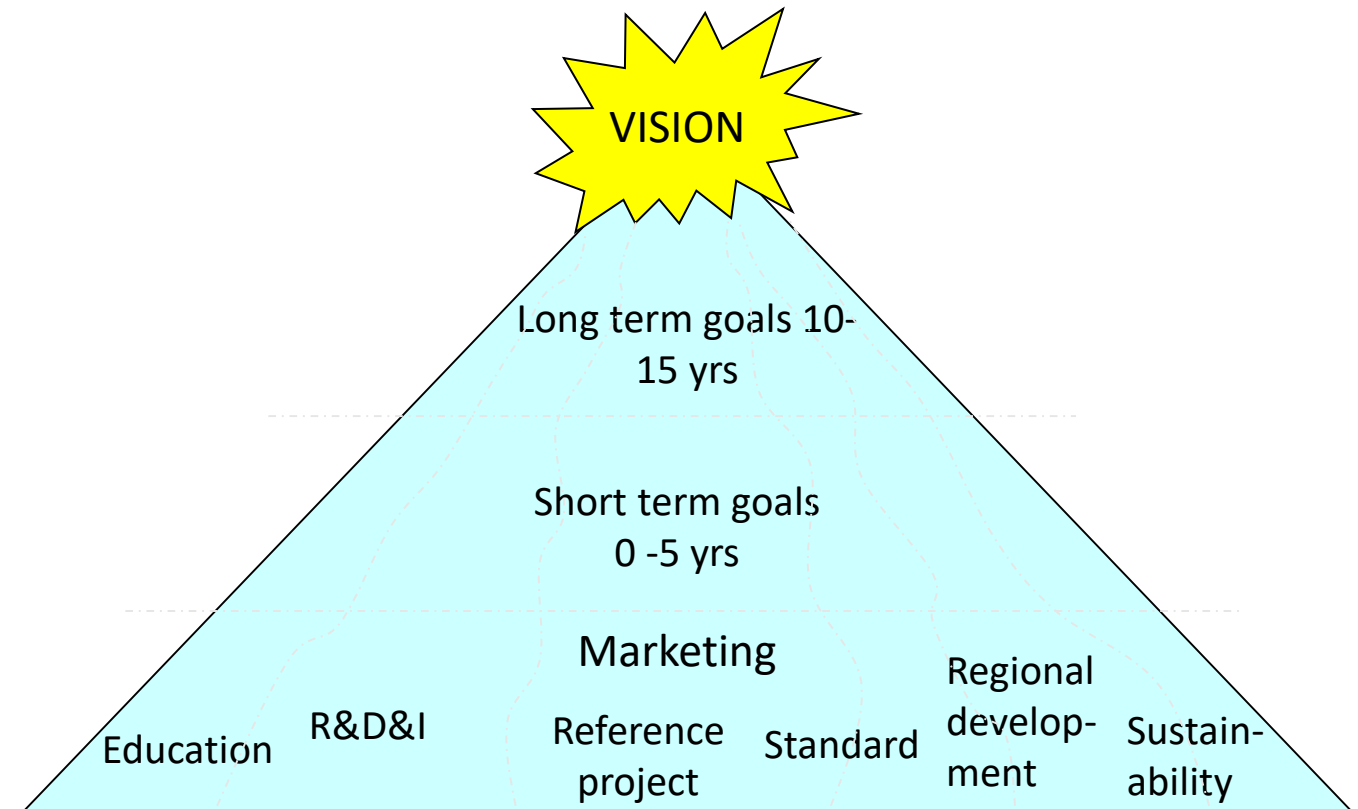 VISION
Long term goals 10-
15 yrs
Short term goals
0 -5 yrs
Marketing
Education
R&D&I
Reference
project
Standard
Regional
develop-
ment
Sustain-
ability